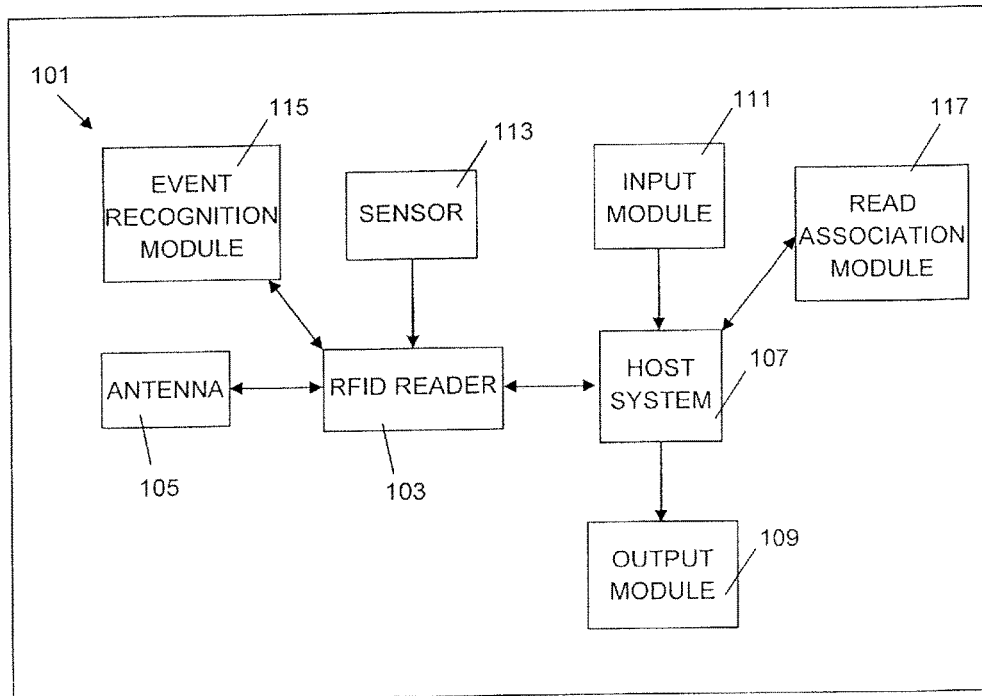 101
115
113
111
117
EVENT
RECOGNITION
MODULE
SENSOR
INPUT
MODULE
READ
ASSOCIATION
MODULE
ANTENNA
RFID READER
HOST
SYSTEM
107
105
103
OUTPUT
MODULE
109